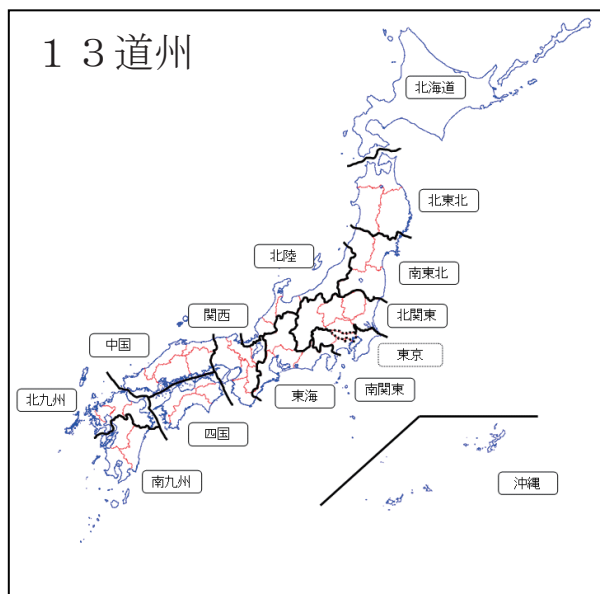 １３道州
北海道
北東北
北陸
南東北
関西
北関東
中国
東京
北九州
東海
南関東
四国
南九州
沖縄